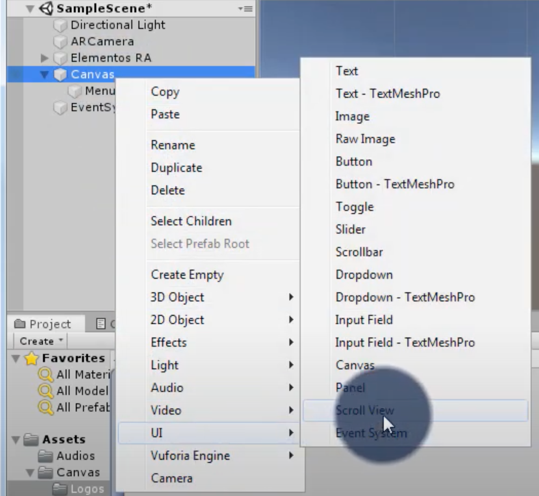 SampleScene*
Directional Light
ARCamera
Elementos RA
Canvas
Menu
EventSy
Copy
Paste
Rename
Duplicate
Delete
Select Children
Select Prefab Root
Create Empty
3D Object
2D Object
Effects
Light
Audio
Video
UI
Vuforia Engine
Camera
Text
Text - TextMeshPro
Image
Raw Image
Button
Button - TextMeshPro
Toggle
Slider
Scrollbar
Dropdown
Dropdown - TextMeshPro
Input Field
Input Field - TextMeshPro
Canvas
Panel
Scroll View
Event System
Project
Create
Favorites
All Materi
All Model
All Prefab
Assets
Audios
Canvas
Logos